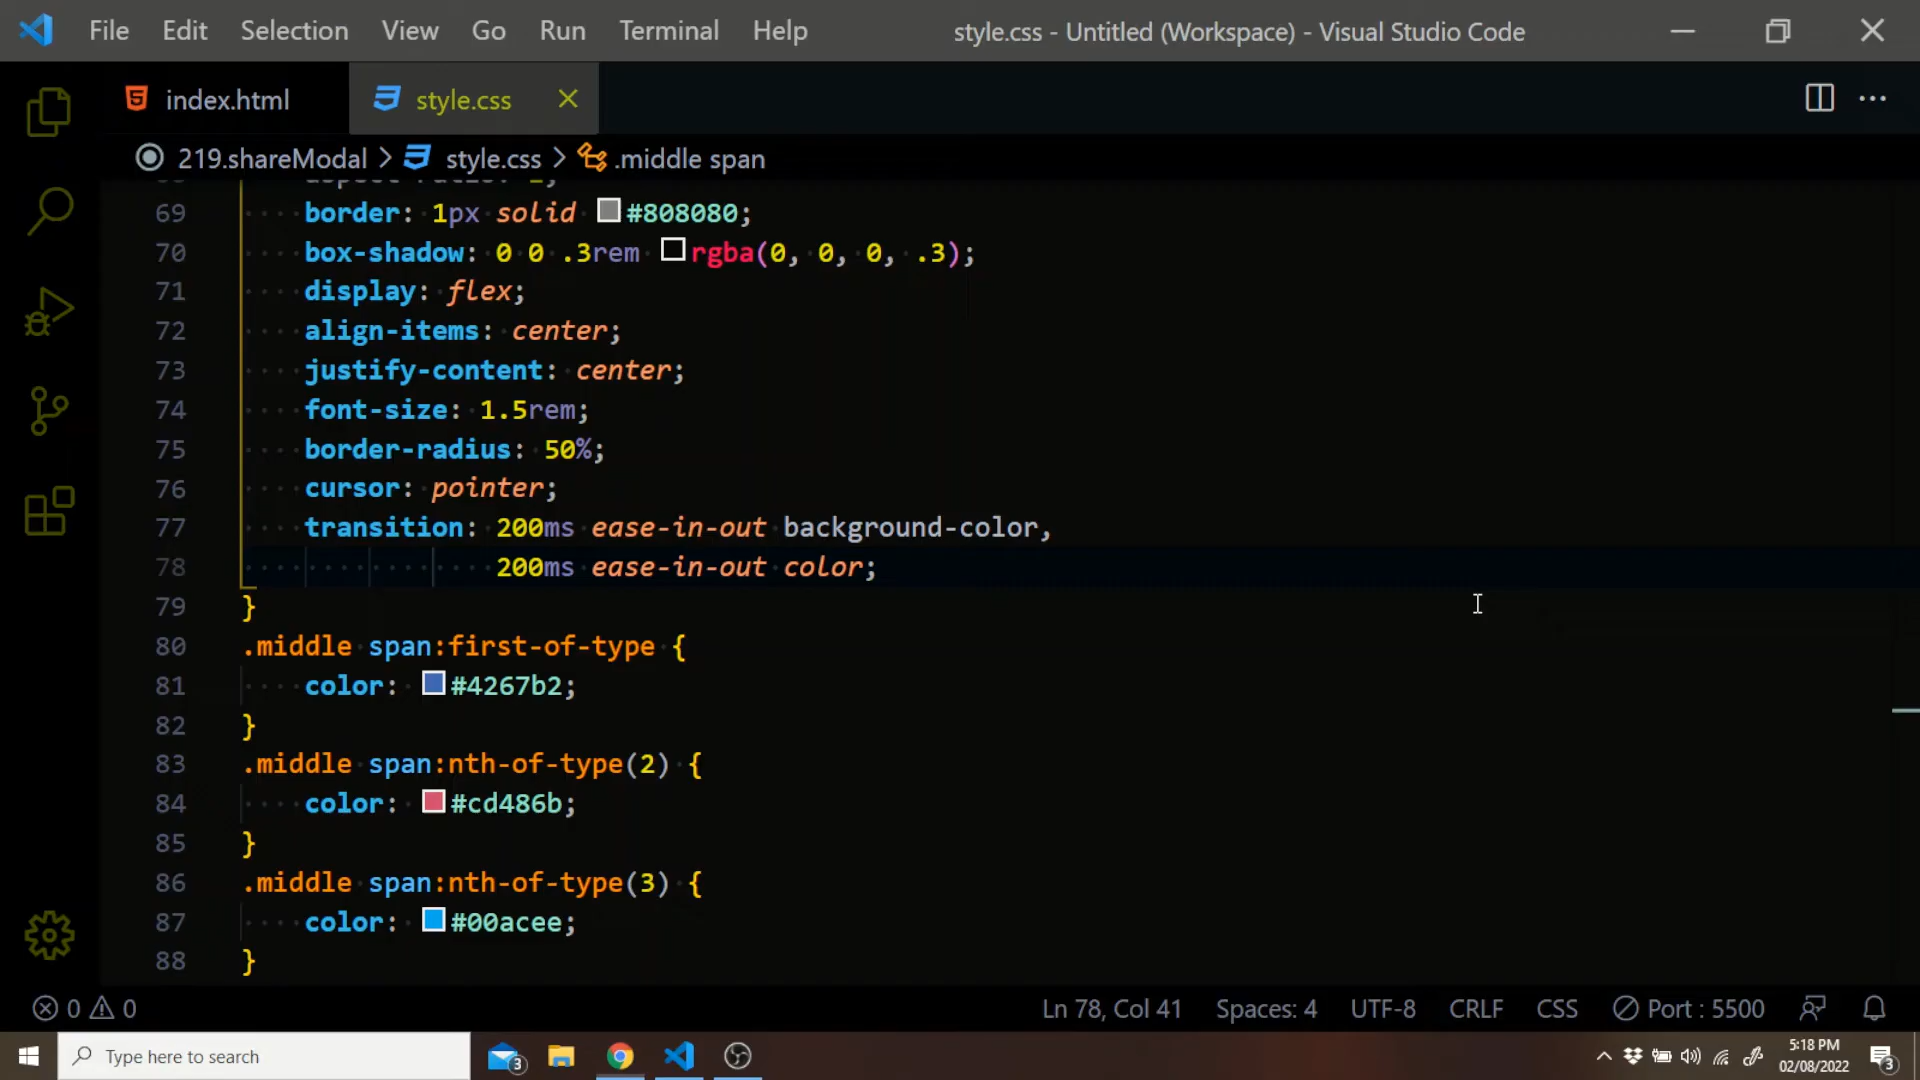 File Edit Selection View Go Run Terminal Help style.css - Untitled (Workspace) - Visual Studio Code
index.html style.css
219.shareModal > style.css > .middle span
69 border: 1px solid #808080;
70 box-shadow: 0 0 .3rem rgba(0, 0, 0, .3);
71 display: flex;
72 align-items: center;
73 justify-content: center;
74 font-size: 1.5rem;
75 border-radius: 50%;
76 cursor: pointer;
77 transition: 200ms ease-in-out background-color,
78 200ms ease-in-out color;
79 }
80 .middle span:first-of-type {
81 color: #4267b2;
82 }
83 .middle span:nth-of-type(2) {
84 color: #cd486b;
85 }
86 .middle span:nth-of-type(3) {
87 color: #00acee;
88 }
0 0 Ln 78, Col 41 Spaces: 4 UTF-8 CRLF CSS Port : 5500
Type here to search 3 5:18 PM
02/08/2022 3